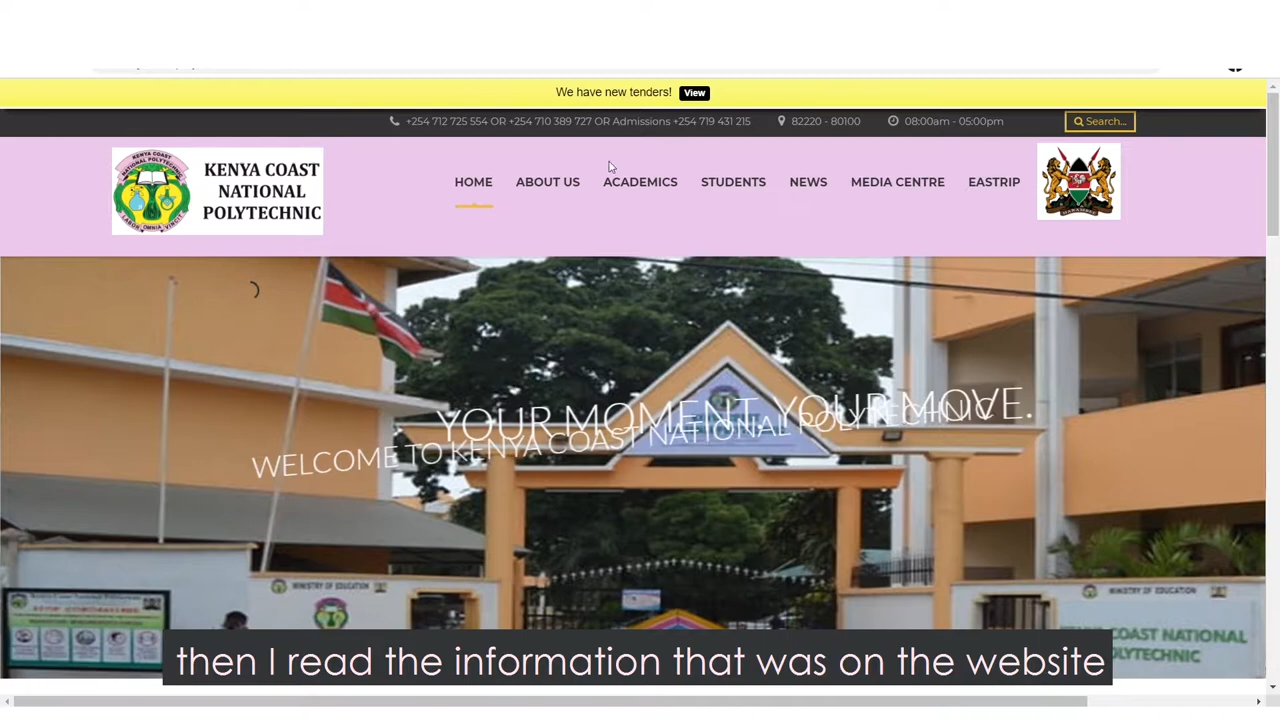 We have new tenders! View
+254 712 725 554 OR +254 710 389 727 OR Admissions +254 719 431 215
82220 - 80100
08:00am - 05:00pm
Search...
KENYA COAST
NATIONAL
POLYTECHNIC
HOME
ABOUT US
ACADEMICS
STUDENTS
NEWS
MEDIA CENTRE
EASTRIP
HARAMBEE
YOUR MOMENT. YOUR MOVE.
WELCOME TO KENYA COAST NATIONAL POLYTECHNIC
MINISTRY OF EDUCATION
MINISTRY OF EDUCATION
KENYA COAST NATIONAL
POLYTECHNIC
then I read the information that was on the website